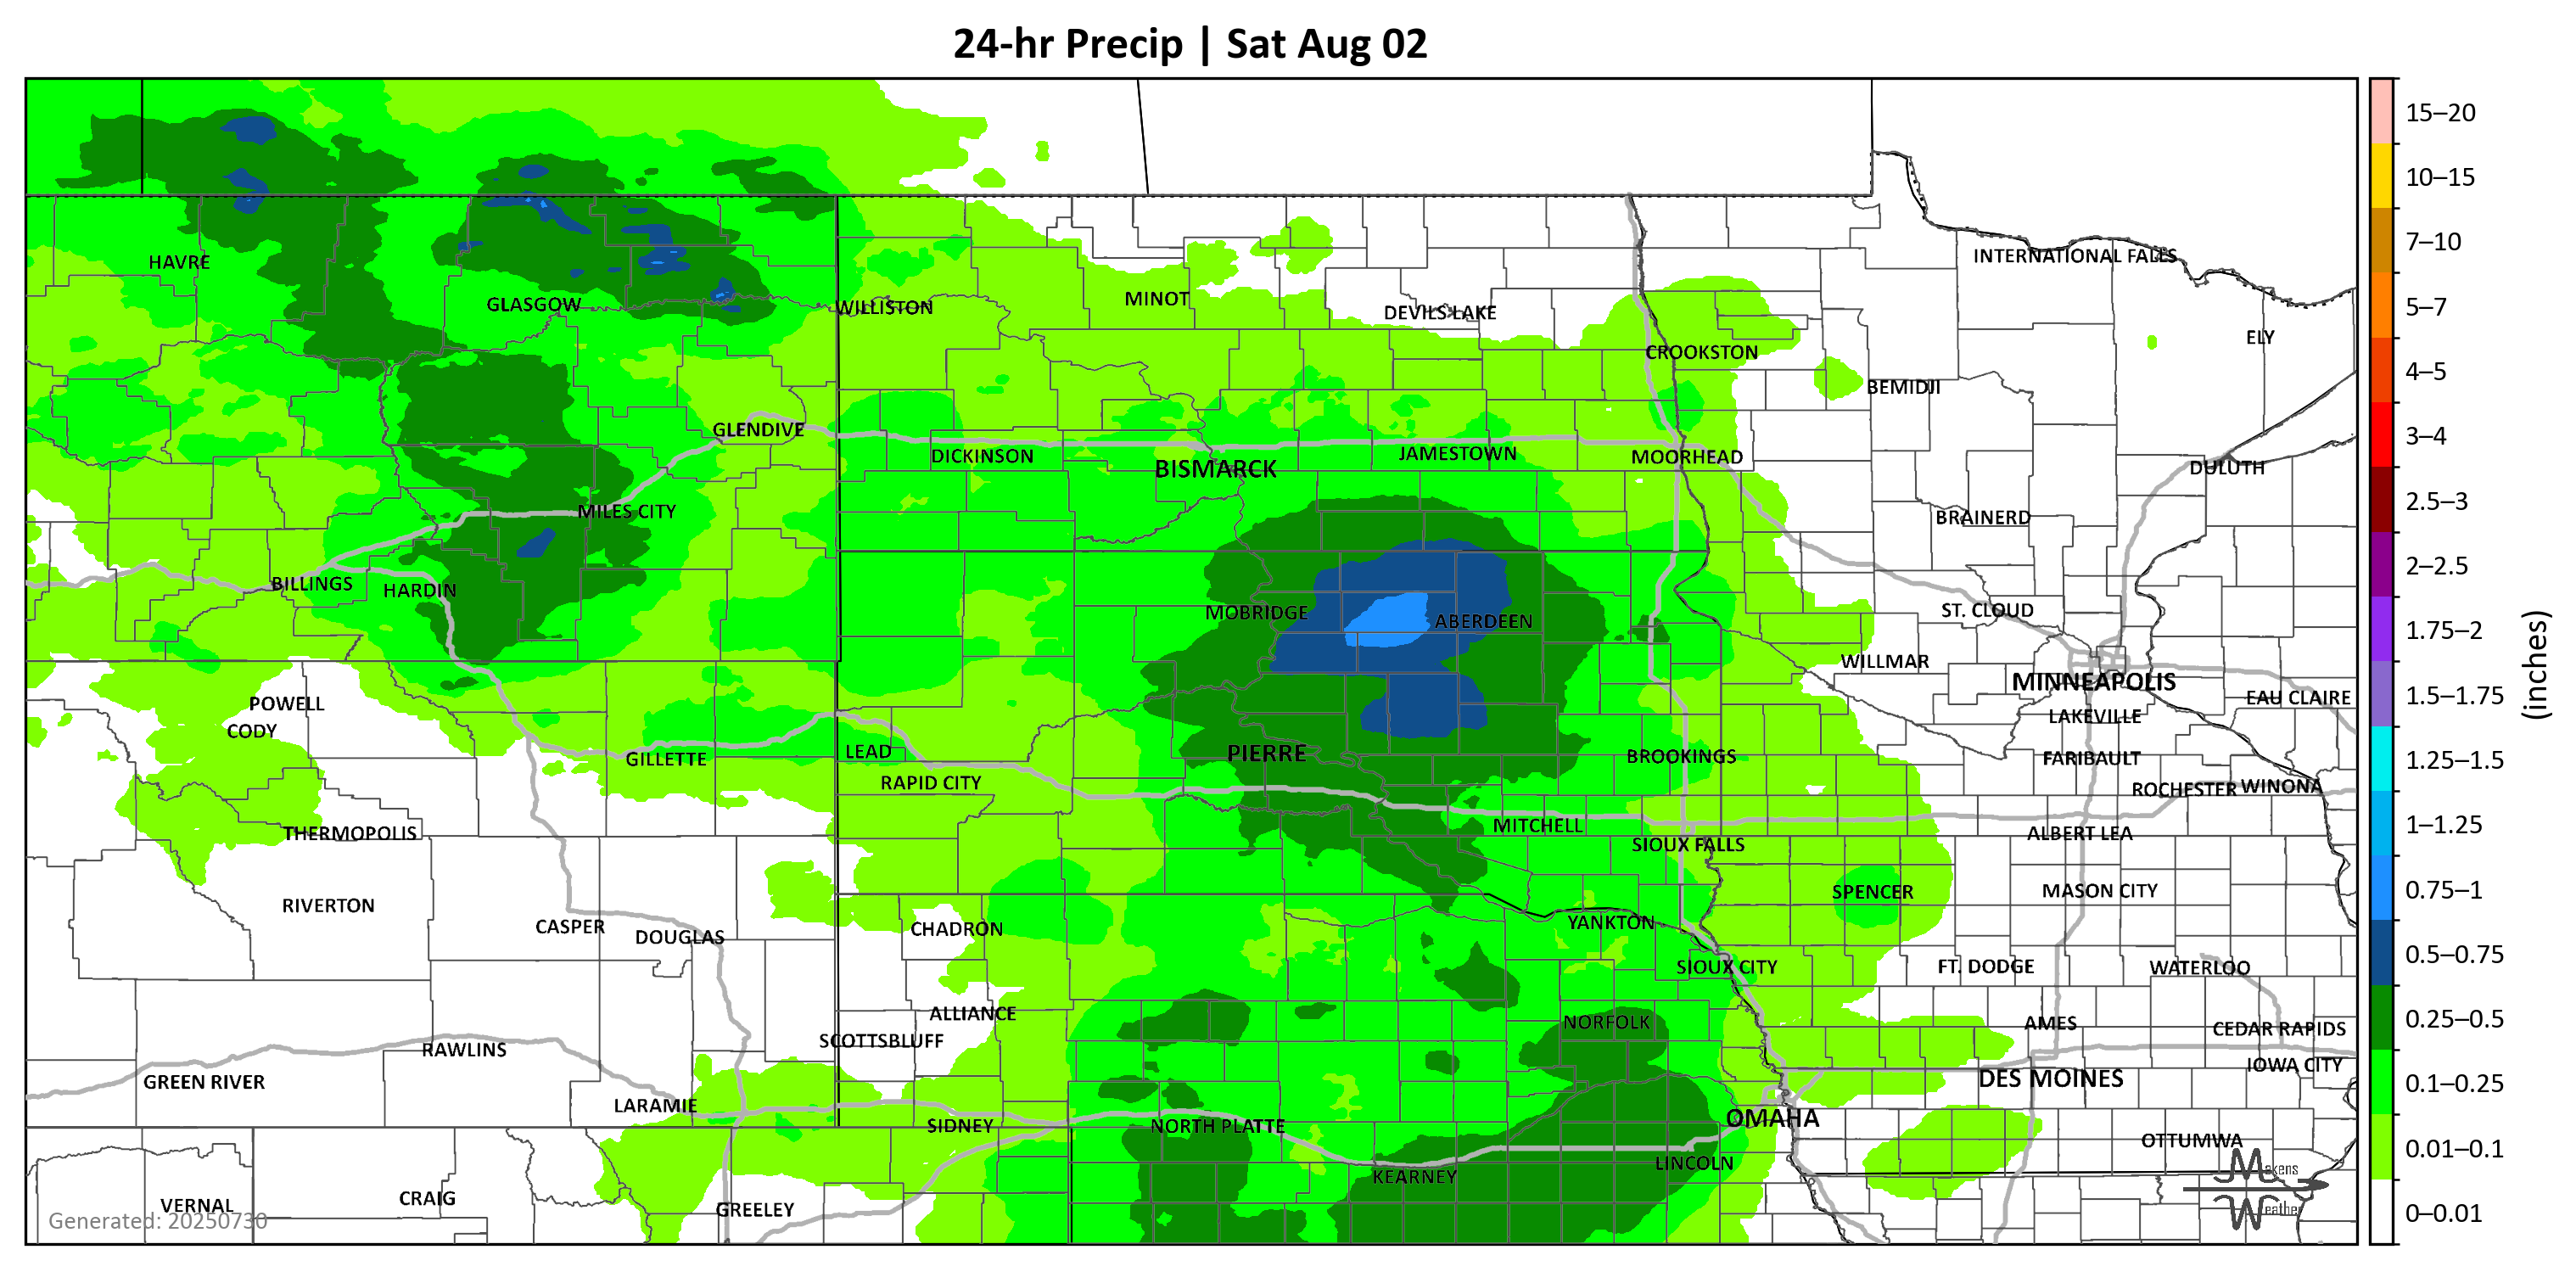 24-hr Precip | Sat Aug 02
15–20
10–15
7–10
5–7
4–5
3–4
2.5–3
2–2.5
1.75–2
1.5–1.75
1.25–1.5
1–1.25
0.75–1
0.5–0.75
0.25–0.5
0.1–0.25
0.01–0.1
0–0.01
(inches)
HAVRE
INTERNATIONAL FALLS
GLASGOW
WILLISTON
MINOT
DEVILS LAKE
ELY
CROOKSTON
BEMIDJI
GLENDIVE
DICKINSON
BISMARCK
JAMESTOWN
MOORHEAD
DULUTH
MILES CITY
BRAINERD
BILLINGS
HARDIN
MOBRIDGE
ABERDEEN
ST. CLOUD
WILLMAR
MINNEAPOLIS
POWELL
EAU CLAIRE
CODY
LAKEVILLE
GILLETTE
LEAD
PIERRE
BROOKINGS
FARIBAULT
RAPID CITY
ROCHESTER
WINONA
THERMOPOLIS
MITCHELL
ALBERT LEA
SIOUX FALLS
RIVERTON
SPENCER
MASON CITY
CASPER
DOUGLAS
CHADRON
YANKTON
SIOUX CITY
FT. DODGE
WATERLOO
ALLIANCE
NORFOLK
AMES
CEDAR RAPIDS
SCOTTSBLUFF
RAWLINS
IOWA CITY
GREEN RIVER
DES MOINES
LARAMIE
SIDNEY
NORTH PLATTE
OMAHA
OTTUMWA
KEARNEY
LINCOLN
VERNAL
CRAIG
GREELEY
Generated: 20250730
Makens
Weather